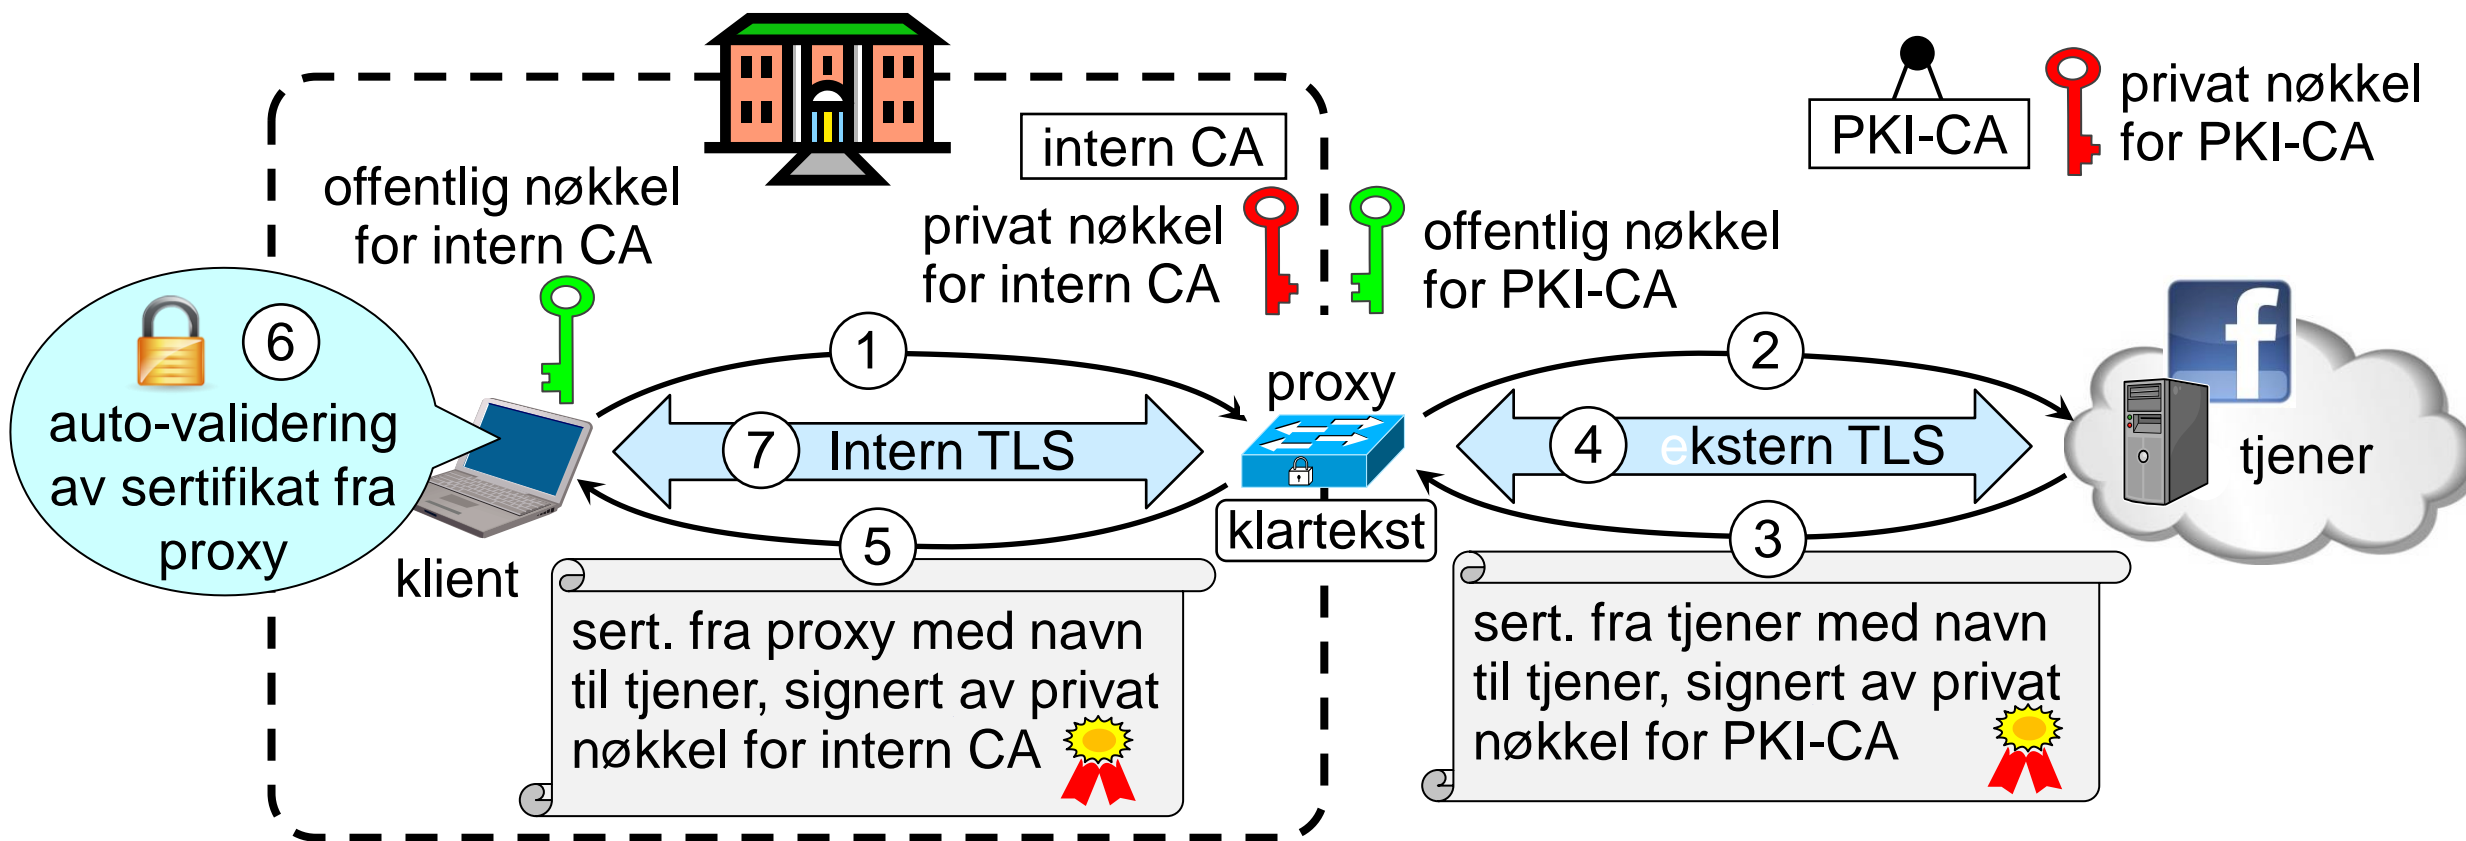 PKI-CA
privat nøkkel
for PKI-CA
intern CA
offentlig nøkkel
for intern CA
privat nøkkel
for intern CA
offentlig nøkkel
for PKI-CA
6
auto-validering
av sertifikat fra
proxy
klient
1
7 Intern TLS
5
proxy
klartekst
2
4 ekstern TLS
3
f
tjener
sert. fra proxy med navn
til tjener, signert av privat
nøkkel for intern CA
sert. fra tjener med navn
til tjener, signert av privat
nøkkel for PKI-CA